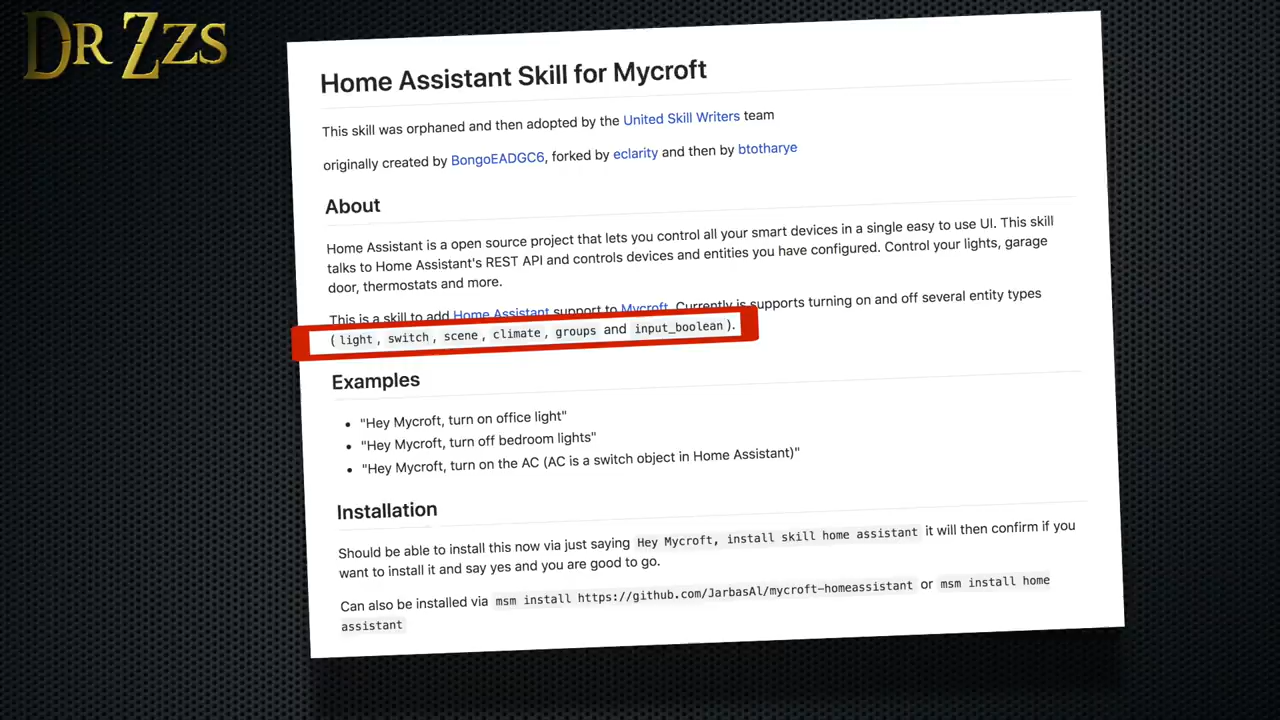 DR ZZS
Home Assistant Skill for Mycroft
This skill was orphaned and then adopted by the United Skill Writers team
originally created by BongoEADGC6, forked by eclarity and then by btotharye
About
Home Assistant is a open source project that lets you control all your smart devices in a single easy to use UI. This skill
talks to Home Assistant's REST API and controls devices and entities you have configured. Control your lights, garage
door, thermostats and more.
This is a skill to add Home Assistant support to Mycroft. Currently is supports turning on and off several entity types
( light , switch , scene , climate , groups and input_boolean ).
Examples
• "Hey Mycroft, turn on office light"
• "Hey Mycroft, turn off bedroom lights"
• "Hey Mycroft, turn on the AC (AC is a switch object in Home Assistant)"
Installation
Should be able to install this now via just saying Hey Mycroft, install skill home assistant it will then confirm if you
want to install it and say yes and you are good to go.
Can also be installed via msm install https://github.com/JarbasAl/mycroft-homeassistant or msm install home
assistant